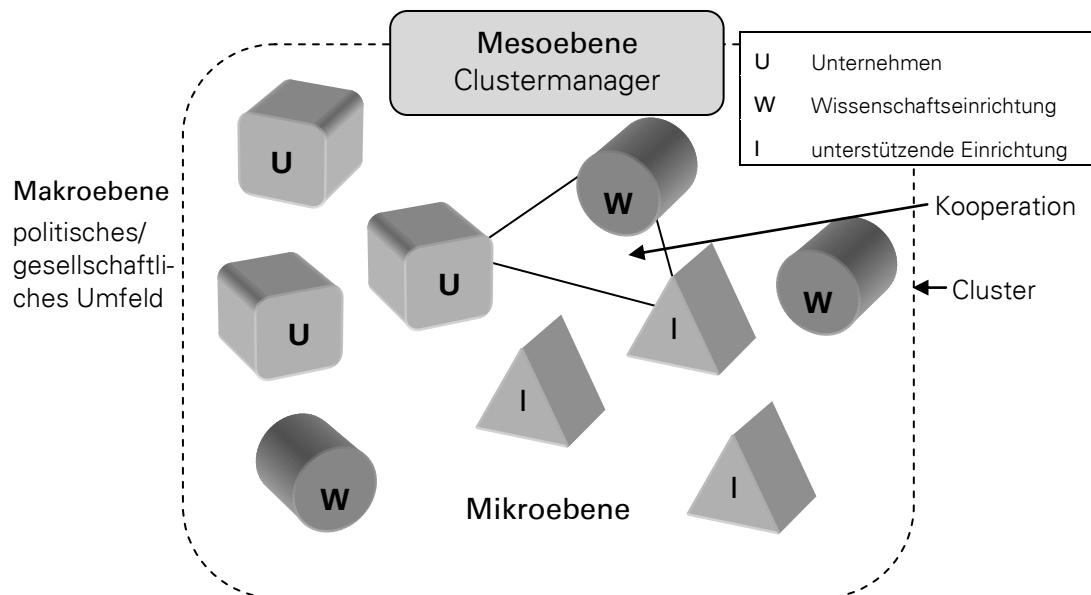 Mesoebene
Clustermanager
U Unternehmen
W Wissenschaftseinrichtung
I unterstützende Einrichtung
Makroebene
politisches/
gesellschaftli-
ches Umfeld
U
W
Kooperation
U
W
Cluster
U
I
I
W
I
Mikroebene